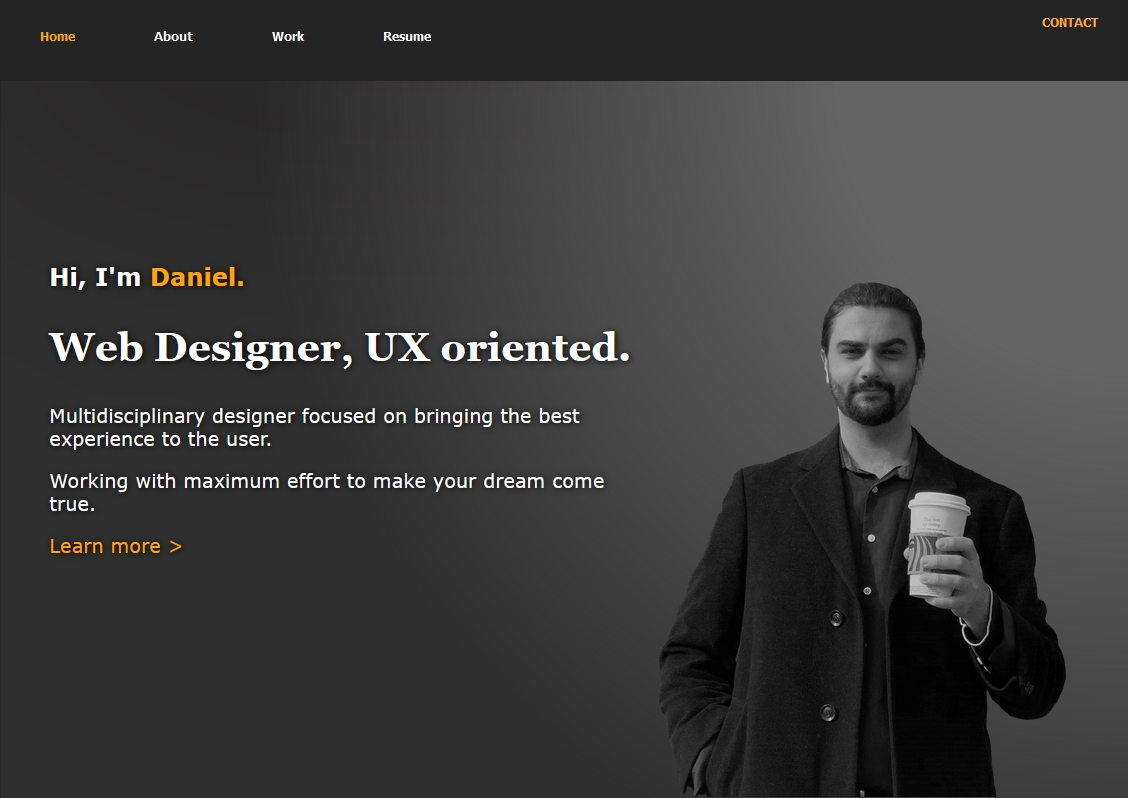 Home About Work Resume CONTACT
Hi, I'm Daniel.
Web Designer, UX oriented.
Multidisciplinary designer focused on bringing the best
experience to the user.
Working with maximum effort to make your dream come
true.
Learn more >